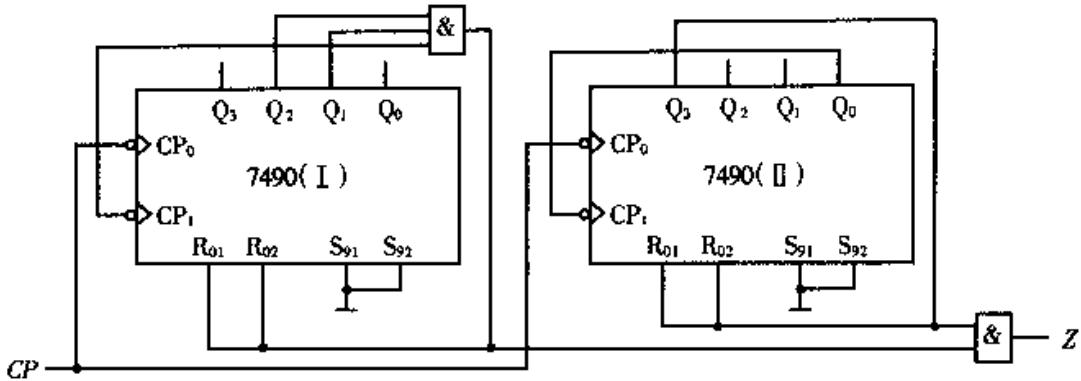 &
Q₃ Q₂ Q₁ Q₀
CP₀
7490(Ⅰ)
CP₁
R₀₁ R₀₂ S₉₁ S₉₂
Q₃ Q₂ Q₁ Q₀
CP₀
7490(Ⅱ)
CP₁
R₀₁ R₀₂ S₉₁ S₉₂
& Z
CP